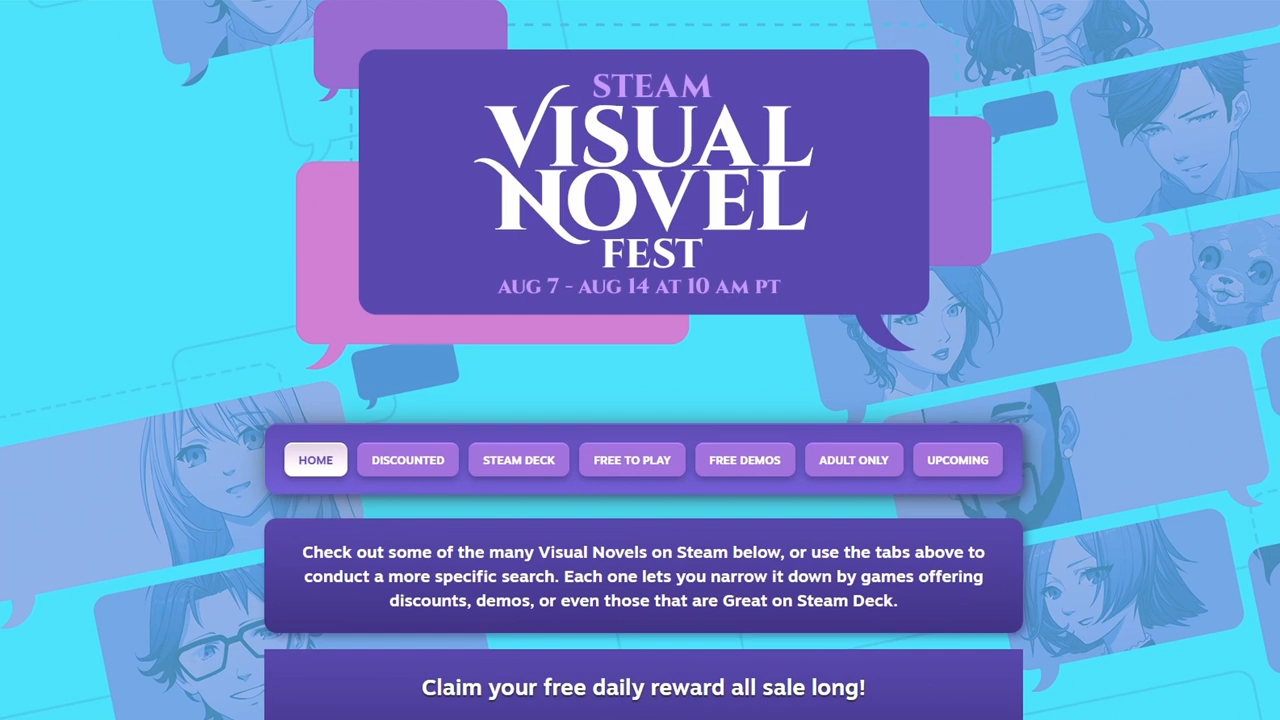 STEAM
VISUAL
NOVEL
FEST
AUG 7 - AUG 14 AT 10 AM PT
HOME DISCOUNTED STEAM DECK FREE TO PLAY FREE DEMOS ADULT ONLY UPCOMING
Check out some of the many Visual Novels on Steam below, or use the tabs above to
conduct a more specific search. Each one lets you narrow it down by games offering
discounts, demos, or even those that are Great on Steam Deck.
Claim your free daily reward all sale long!